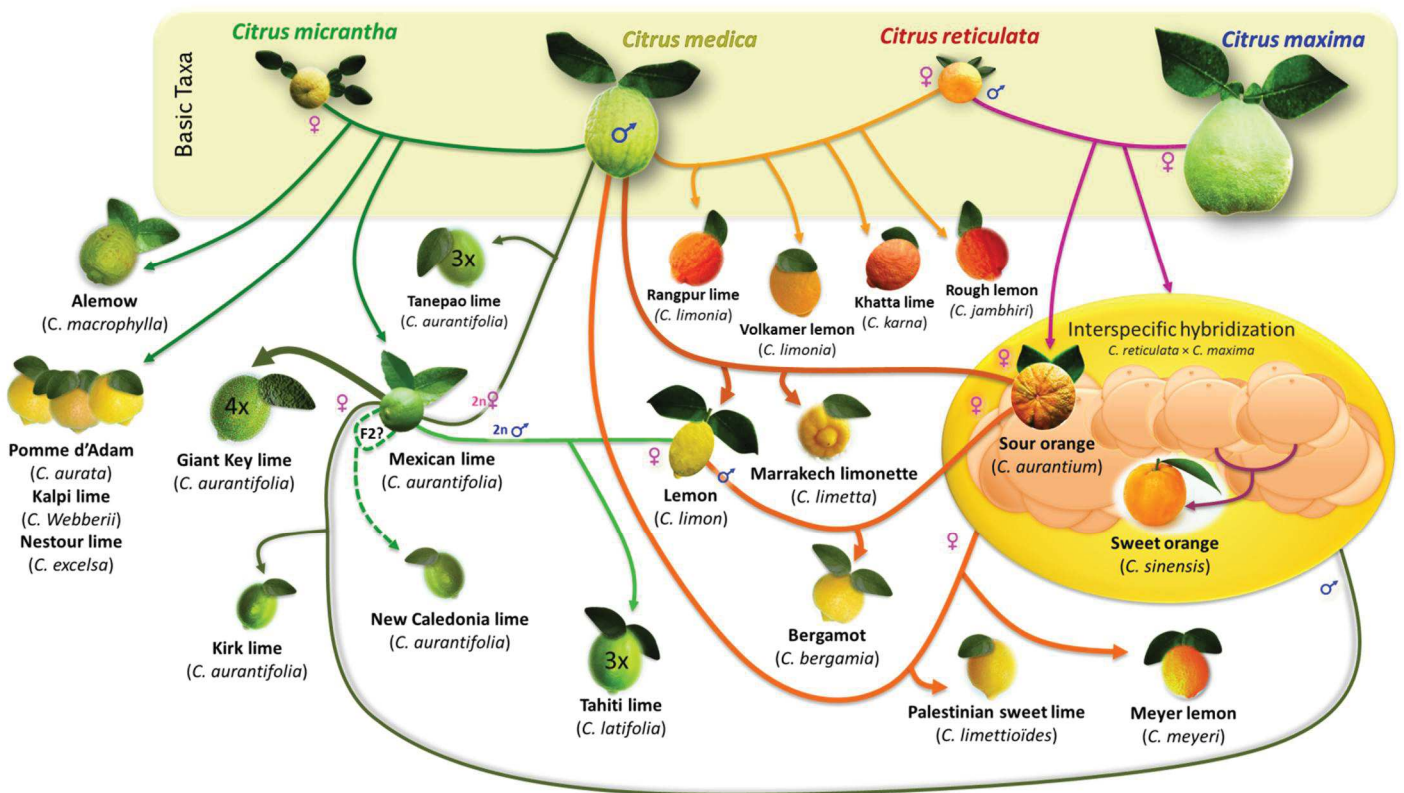 Basic Taxa
Citrus micrantha
Citrus medica
Citrus reticulata
Citrus maxima
♀
♂
♀
♂
♀
Alemow
(C. macrophylla)
3x
Tanepao lime
(C. aurantifolia)
Rangpur lime
(C. limonia)
Volkamer lemon
(C. limonia)
Khatta lime
(C. karna)
Rough lemon
(C. jambhiri)
Interspecific hybridization
C. reticulata × C. maxima
♀
♀
Pomme d'Adam
(C. aurata)
Kalpi lime
(C. Webberii)
Nestour lime
(C. excelsa)
4x
Giant Key lime
(C. aurantifolia)
♀
F2?
2n♀
2n♂
Mexican lime
(C. aurantifolia)
♀
♂
Lemon
(C. limon)
Marrakech limonette
(C. limetta)
Sour orange
(C. aurantium)
Sweet orange
(C. sinensis)
♀
♂
Kirk lime
(C. aurantifolia)
New Caledonia lime
(C. aurantifolia)
3x
Tahiti lime
(C. latifolia)
Bergamot
(C. bergamia)
Palestinian sweet lime
(C. limettioïdes)
Meyer lemon
(C. meyeri)